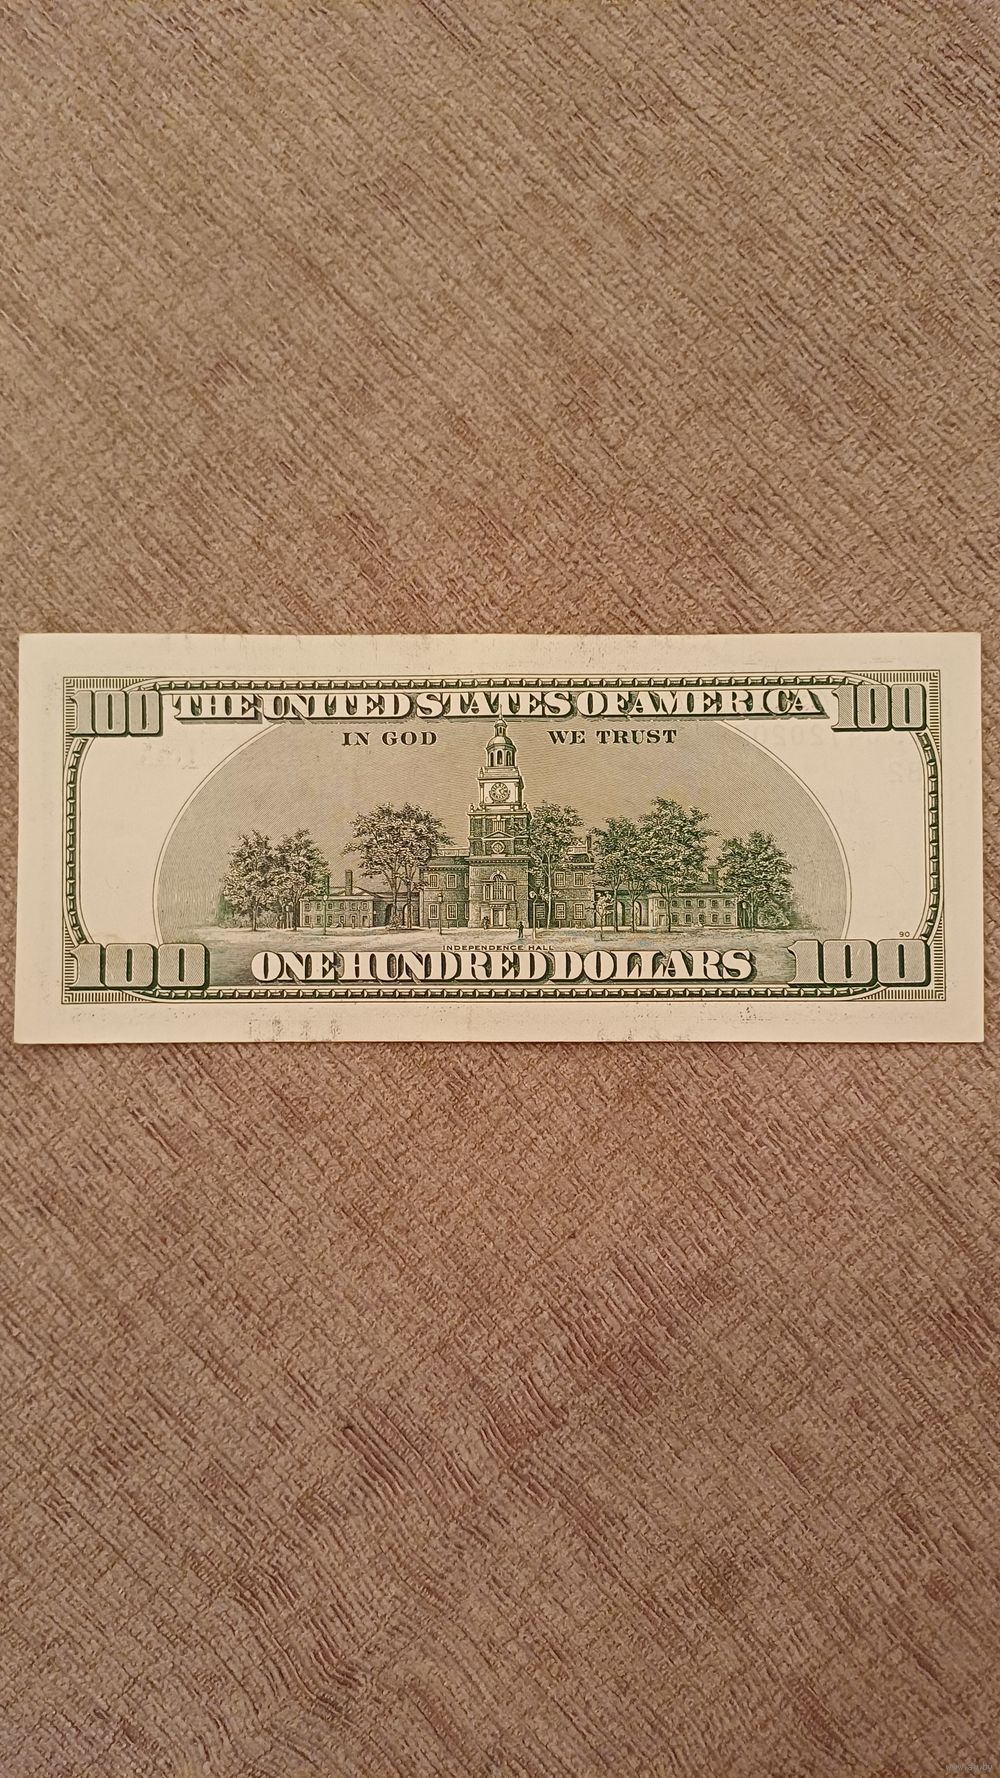 100 THE UNITED STATES OF AMERICA 100
IN GOD WE TRUST
90
INDEPENDENCE HALL
100 ONE HUNDRED DOLLARS 100